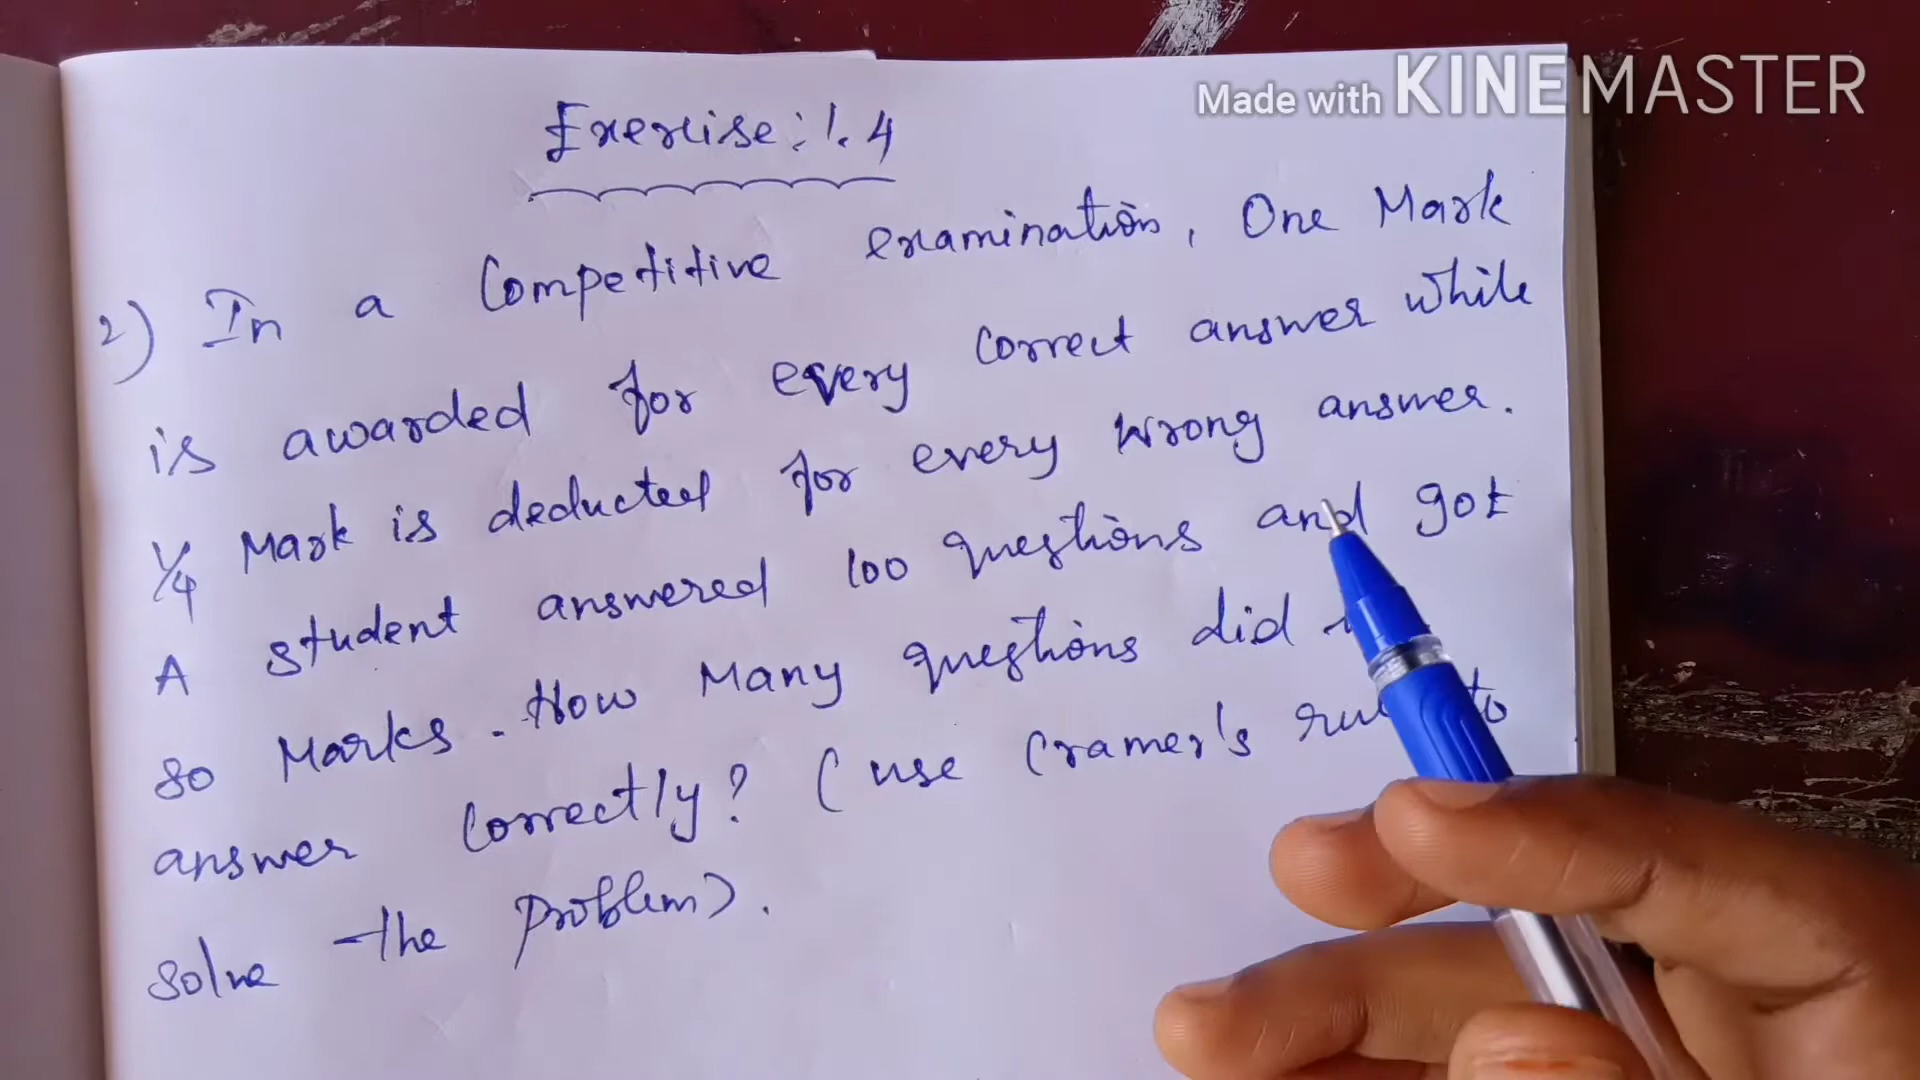 Made with KINEMASTER
Exercise: 1.4
2) In a Competitive examination, One Mark
is awarded for every correct answer while
1/4 Mark is deducted for every wrong answer.
A student answered 100 questions and got
80 Marks. How Many questions did
answer correctly? (use Cramer's to
solve the problem).